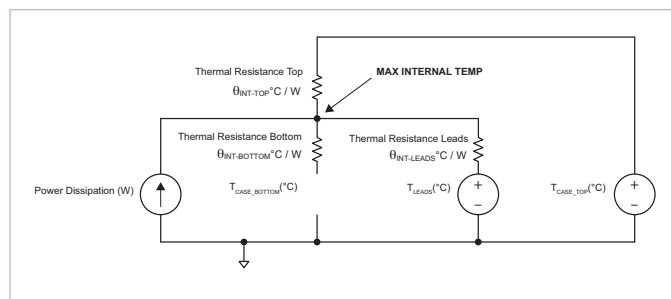 Thermal Resistance Top
θINT-TOP°C / W
MAX INTERNAL TEMP
Thermal Resistance Bottom
θINT-BOTTOM°C / W
Thermal Resistance Leads
θINT-LEADS°C / W
Power Dissipation (W)
TCASE_BOTTOM(°C)
TLEADS(°C)
TCASE_TOP(°C)
+
–
+
–